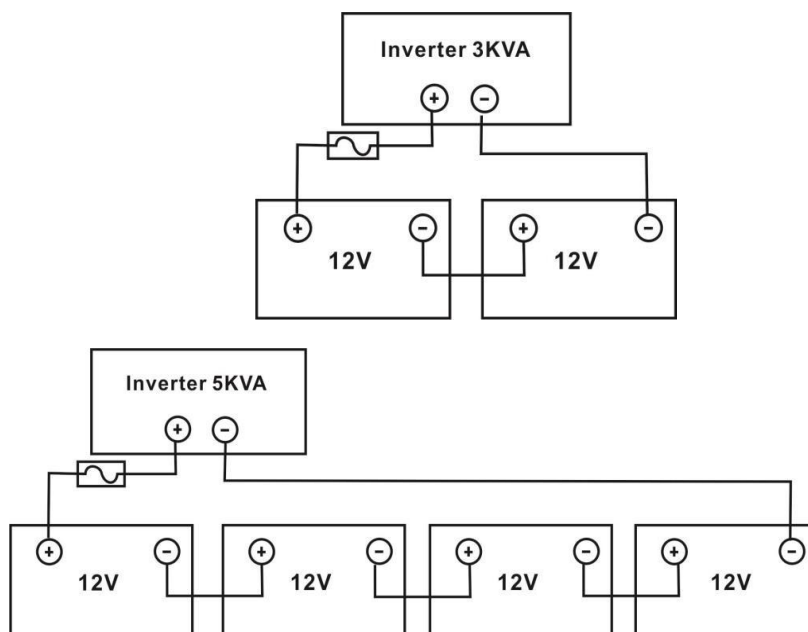 Inverter 3KVA
+ -
+ - + -
12V 12V
Inverter 5KVA
+ -
+ - + - + - + -
12V 12V 12V 12V